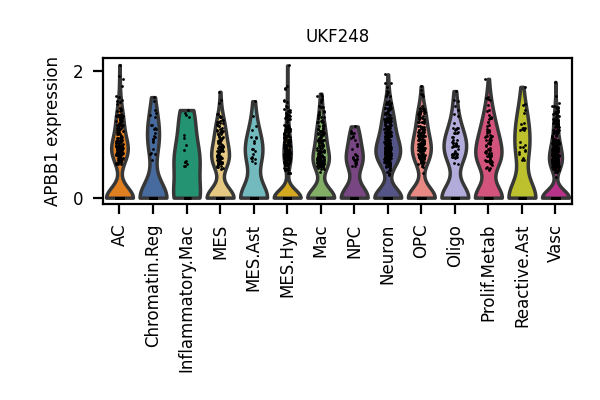 UKF248
APBB1 expression
2
0
AC
Chromatin.Reg
Inflammatory.Mac
MES
MES.Ast
MES.Hyp
Mac
NPC
Neuron
OPC
Oligo
Prolif.Metab
Reactive.Ast
Vasc